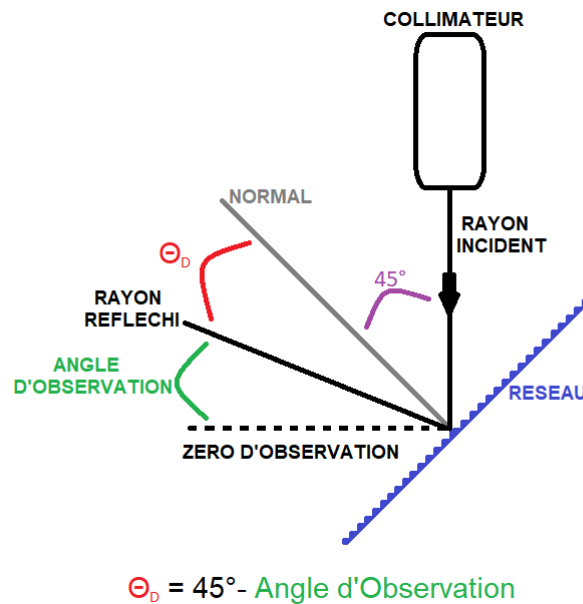 COLLIMATEUR
NORMAL
RAYON
INCIDENT
ΘD
45°
RAYON
REFLECHI
ANGLE
D'OBSERVATION
RESEAU
ZERO D'OBSERVATION
ΘD = 45°- Angle d'Observation